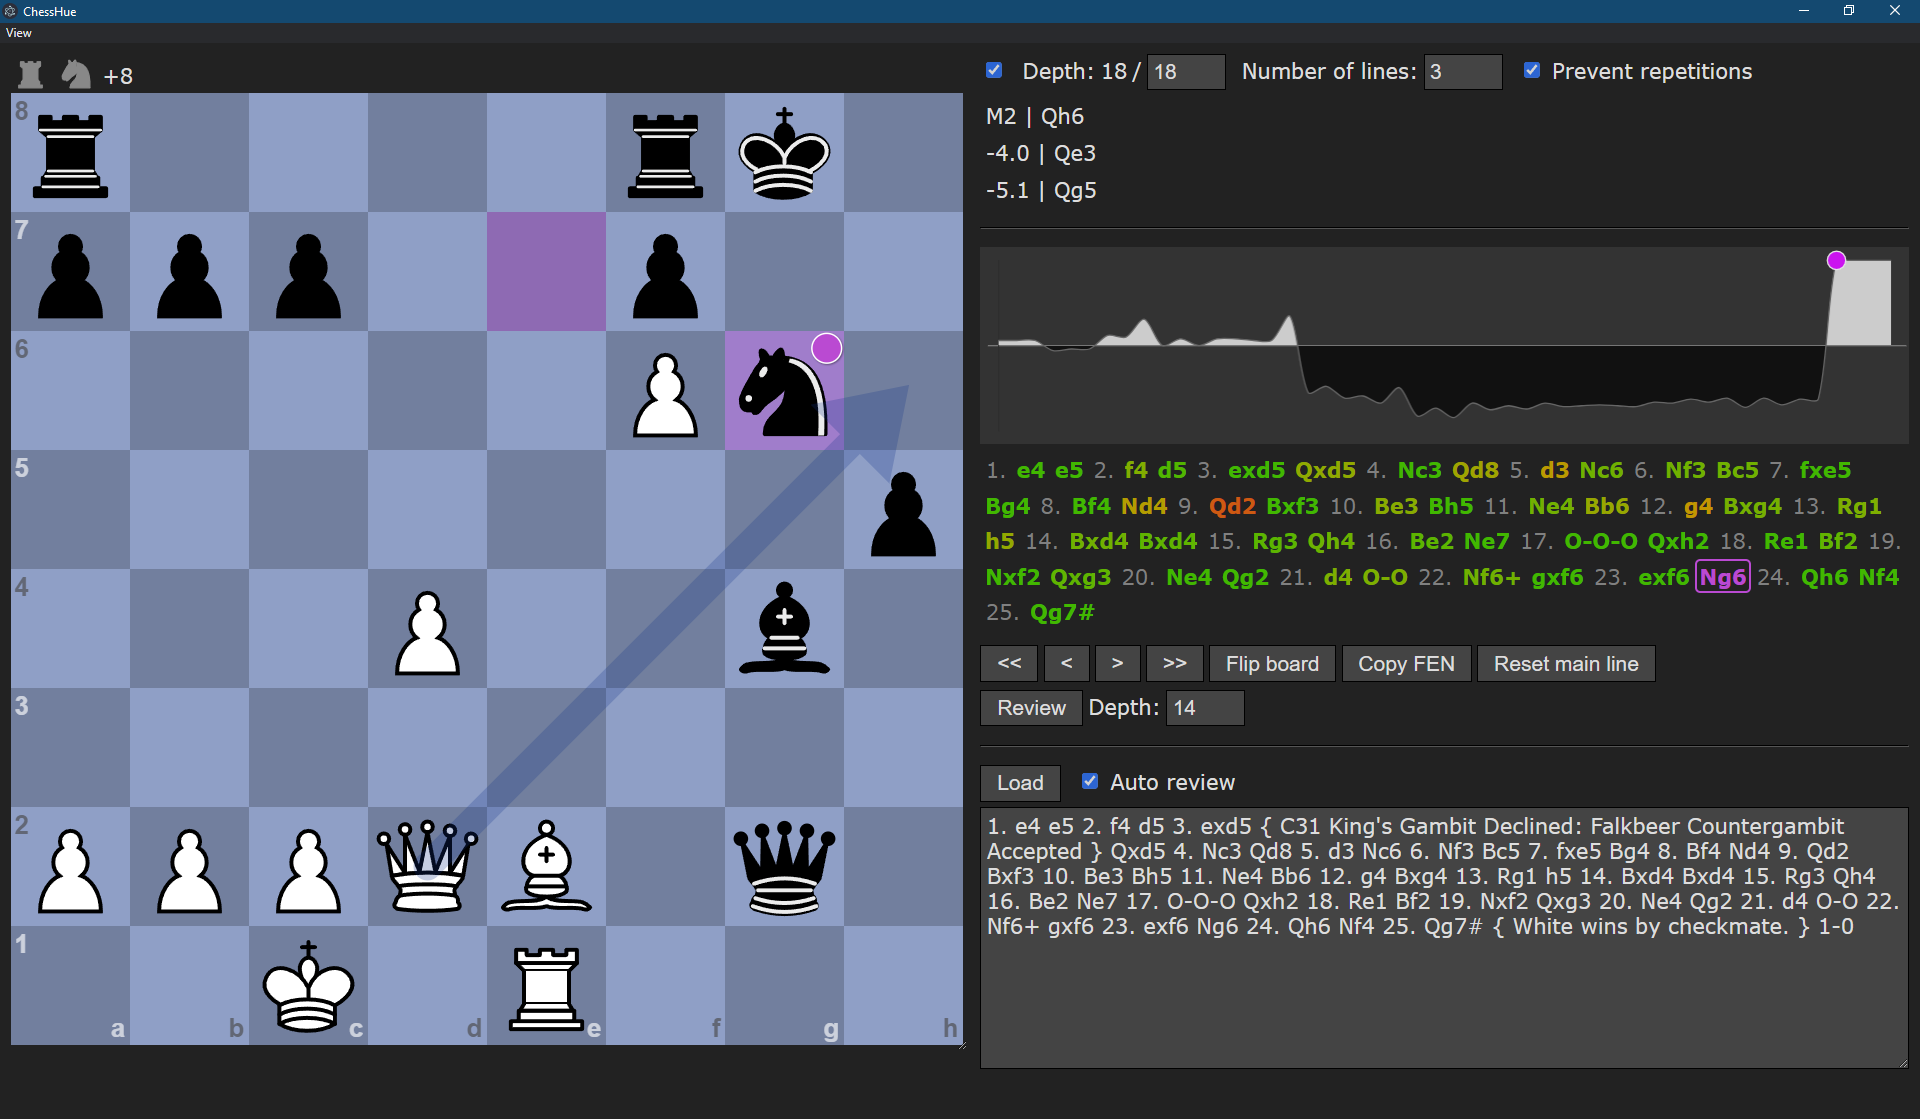 ChessHue
View
+8
Depth: 18 / 18 Number of lines: 3 Prevent repetitions
M2 | Qh6
-4.0 | Qe3
-5.1 | Qg5
8
7
6
5
4
3
2
1
a b c d e f g h
1. e4 e5 2. f4 d5 3. exd5 Qxd5 4. Nc3 Qd8 5. d3 Nc6 6. Nf3 Bc5 7. fxe5
Bg4 8. Bf4 Nd4 9. Qd2 Bxf3 10. Be3 Bh5 11. Ne4 Bb6 12. g4 Bxg4 13. Rg1
h5 14. Bxd4 Bxd4 15. Rg3 Qh4 16. Be2 Ne7 17. O-O-O Qxh2 18. Re1 Bf2 19.
Nxf2 Qxg3 20. Ne4 Qg2 21. d4 O-O 22. Nf6+ gxf6 23. exf6 Ng6 24. Qh6 Nf4
25. Qg7#
<< < > >> Flip board Copy FEN Reset main line
Review Depth: 14
Load Auto review
1. e4 e5 2. f4 d5 3. exd5 { C31 King's Gambit Declined: Falkbeer Countergambit
Accepted } Qxd5 4. Nc3 Qd8 5. d3 Nc6 6. Nf3 Bc5 7. fxe5 Bg4 8. Bf4 Nd4 9. Qd2
Bxf3 10. Be3 Bh5 11. Ne4 Bb6 12. g4 Bxg4 13. Rg1 h5 14. Bxd4 Bxd4 15. Rg3 Qh4
16. Be2 Ne7 17. O-O-O Qxh2 18. Re1 Bf2 19. Nxf2 Qxg3 20. Ne4 Qg2 21. d4 O-O 22.
Nf6+ gxf6 23. exf6 Ng6 24. Qh6 Nf4 25. Qg7# { White wins by checkmate. } 1-0